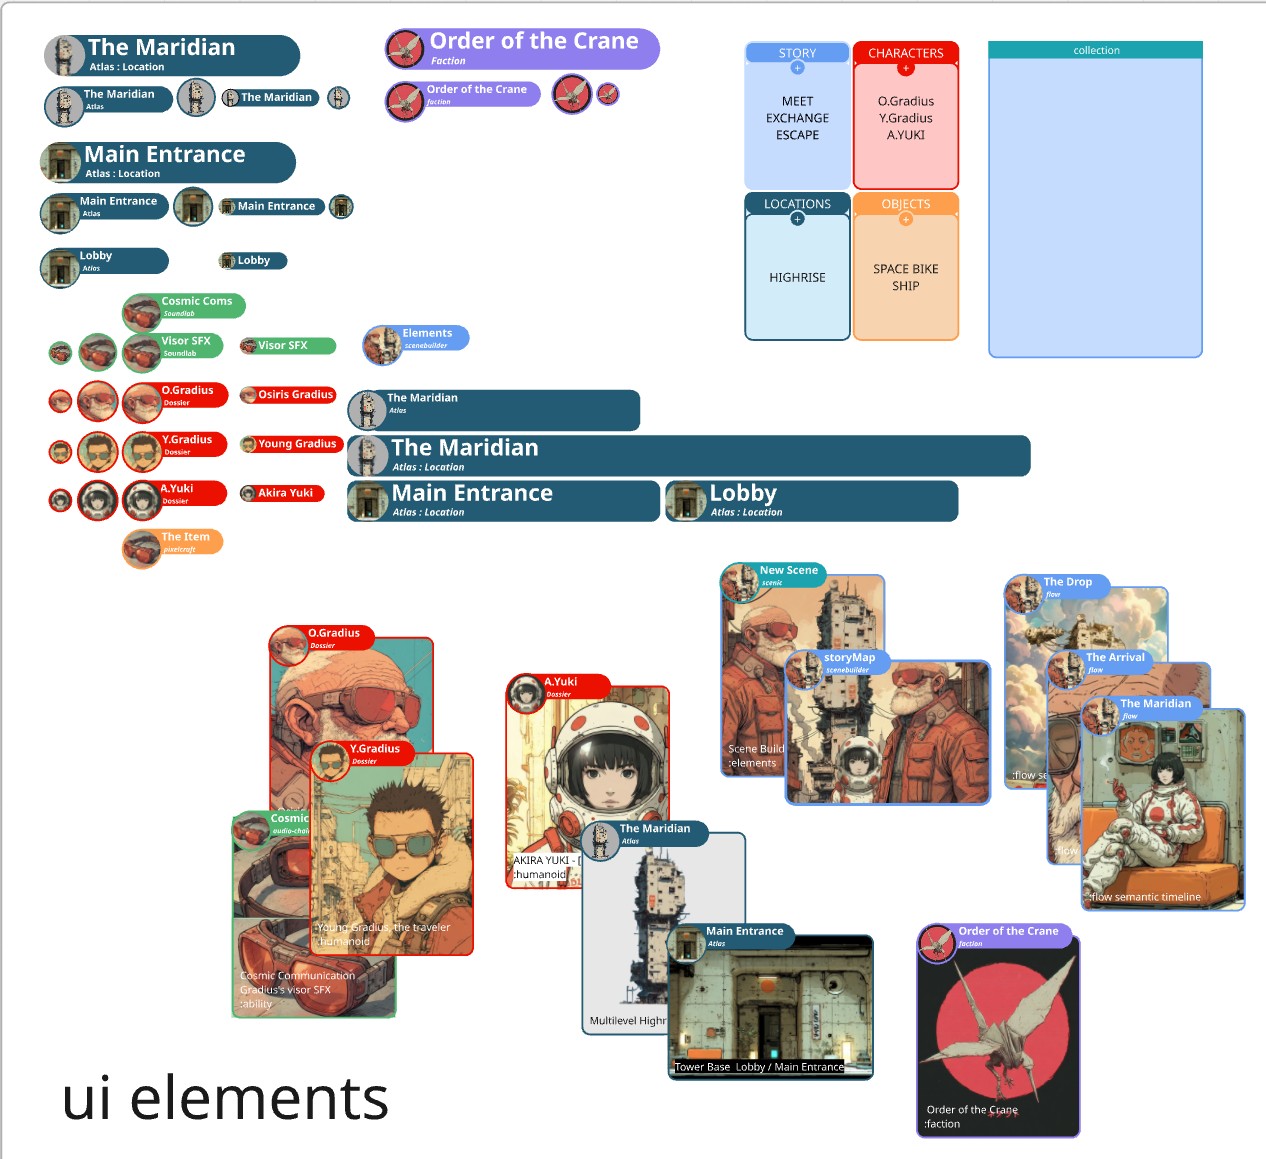 The Maridian
Atlas : Location
The Maridian
Atlas
The Maridian
Order of the Crane
Faction
Order of the Crane
faction
Main Entrance
Atlas : Location
Main Entrance
Atlas
Main Entrance
Lobby
Atlas
Lobby
STORY
+
MEET
EXCHANGE
ESCAPE
CHARACTERS
+
O.Gradius
Y.Gradius
A.YUKI
LOCATIONS
+
HIGHRISE
OBJECTS
+
SPACE BIKE
SHIP
collection
Cosmic Coms
Soundlab
Visor SFX
Soundlab
Visor SFX
Elements
scenebuilder
O.Gradius
Dossier
Osiris Gradius
Y.Gradius
Dossier
Young Gradius
A.Yuki
Dossier
Akira Yuki
The Item
pixelcraft
The Maridian
Atlas
The Maridian
Atlas : Location
Main Entrance
Atlas : Location
Lobby
Atlas : Location
O.Gradius
Dossier
Y.Gradius
Dossier
Young Gradius, the traveler
:humanoid
Cosmic
audio-chai
Cosmic Communication
Gradius's visor SFX
:ability
A.Yuki
Dossier
AKIRA YUKI - [
:humanoid
The Maridian
Atlas
Multilevel Highr
Main Entrance
Atlas
Tower Base Lobby / Main Entrance
New Scene
scenic
Scene Build
:elements
storyMap
scenebuilder
The Drop
flow
:flow se
The Arrival
flow
:flow
The Maridian
flow
:flow semantic timeline
Order of the Crane
faction
Order of the Crane
:faction
ui elements